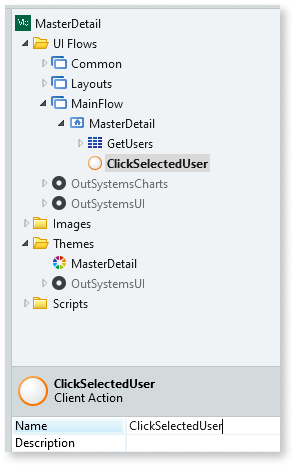 MasterDetail
UI Flows
Common
Layouts
MainFlow
MasterDetail
GetUsers
ClickSelectedUser
OutSystemsCharts
OutSystemsUI
Images
Themes
MasterDetail
OutSystemsUI
Scripts
ClickSelectedUser
Client Action
Name ClickSelectedUser
Description